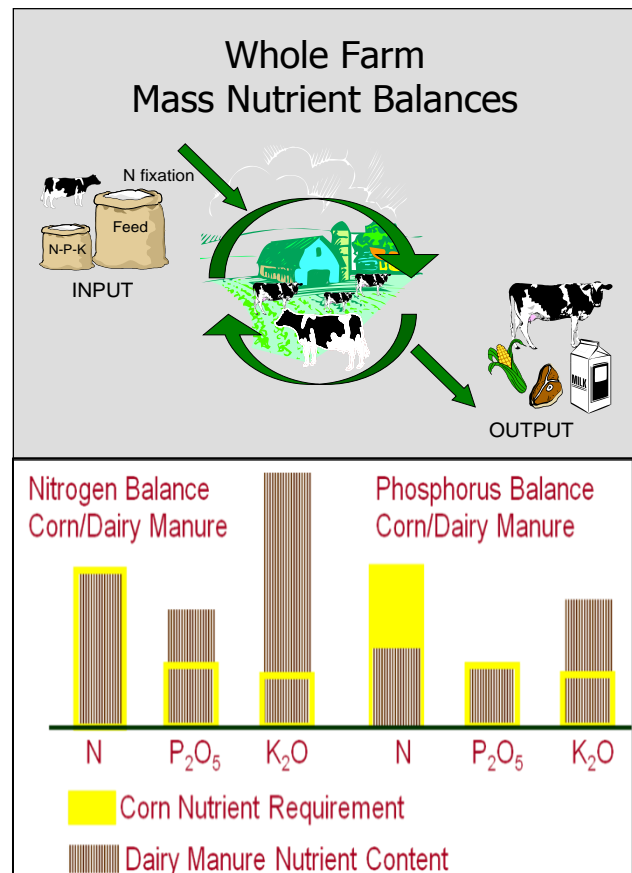 Whole Farm
Mass Nutrient Balances
N fixation
Feed
N-P-K
INPUT
MILK
OUTPUT
Nitrogen Balance
Corn/Dairy Manure
Phosphorus Balance
Corn/Dairy Manure
N P₂O₅ K₂O N P₂O₅ K₂O
Corn Nutrient Requirement
Dairy Manure Nutrient Content